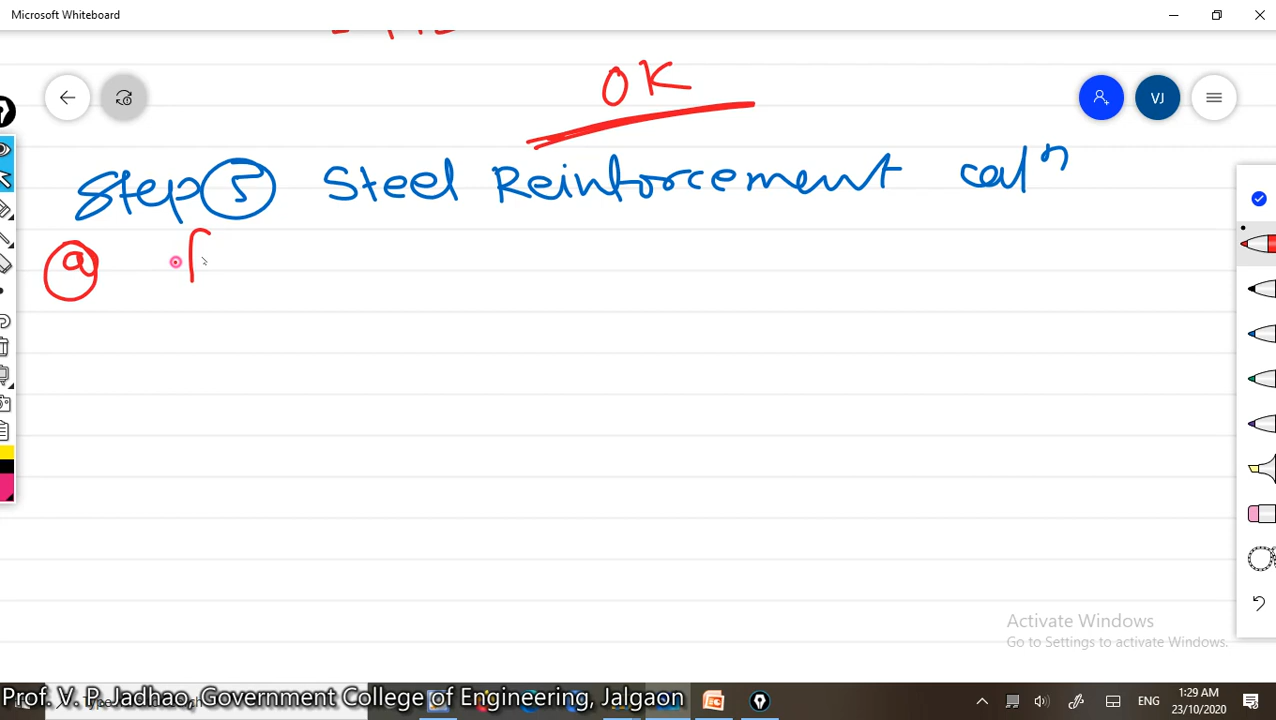 Microsoft Whiteboard
OK
VJ
Step 5 Steel Reinforcement calⁿ
a
Activate Windows
Go to Settings to activate Windows.
Prof. V. P. Jadhao, Government College of Engineering, Jalgaon
ENG
1:29 AM
23/10/2020